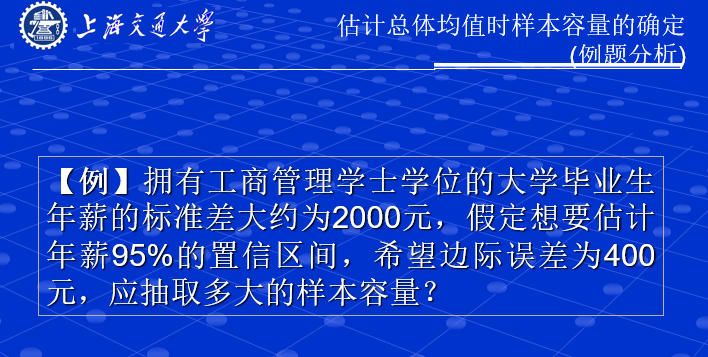 上海交通大学
估计总体均值时样本容量的确定
(例题分析)
【例】拥有工商管理学士学位的大学毕业生
年薪的标准差大约为2000元，假定想要估计
年薪95%的置信区间，希望边际误差为400
元，应抽取多大的样本容量？